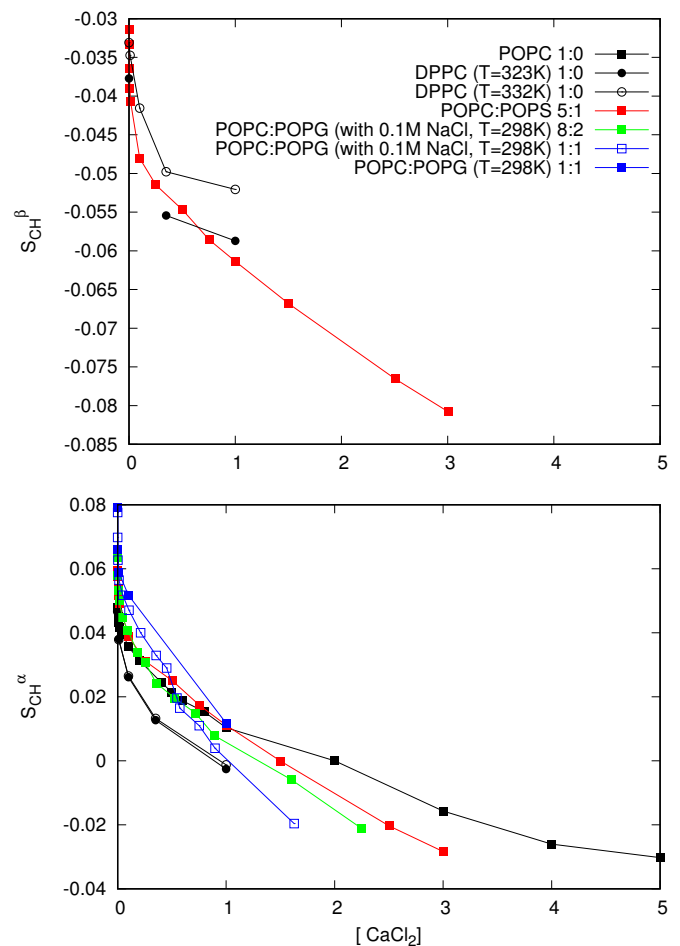 -0.03
-0.035
-0.04
-0.045
-0.05
-0.055
-0.06
-0.065
-0.07
-0.075
-0.08
-0.085
S_CH^β
POPC 1:0
DPPC (T=323K) 1:0
DPPC (T=332K) 1:0
POPC:POPS 5:1
POPC:POPG (with 0.1M NaCl, T=298K) 8:2
POPC:POPG (with 0.1M NaCl, T=298K) 1:1
POPC:POPG (T=298K) 1:1
0 1 2 3 4 5
0.08
0.06
0.04
0.02
0
-0.02
-0.04
S_CH^α
0 1 2 3 4 5
[ CaCl₂]